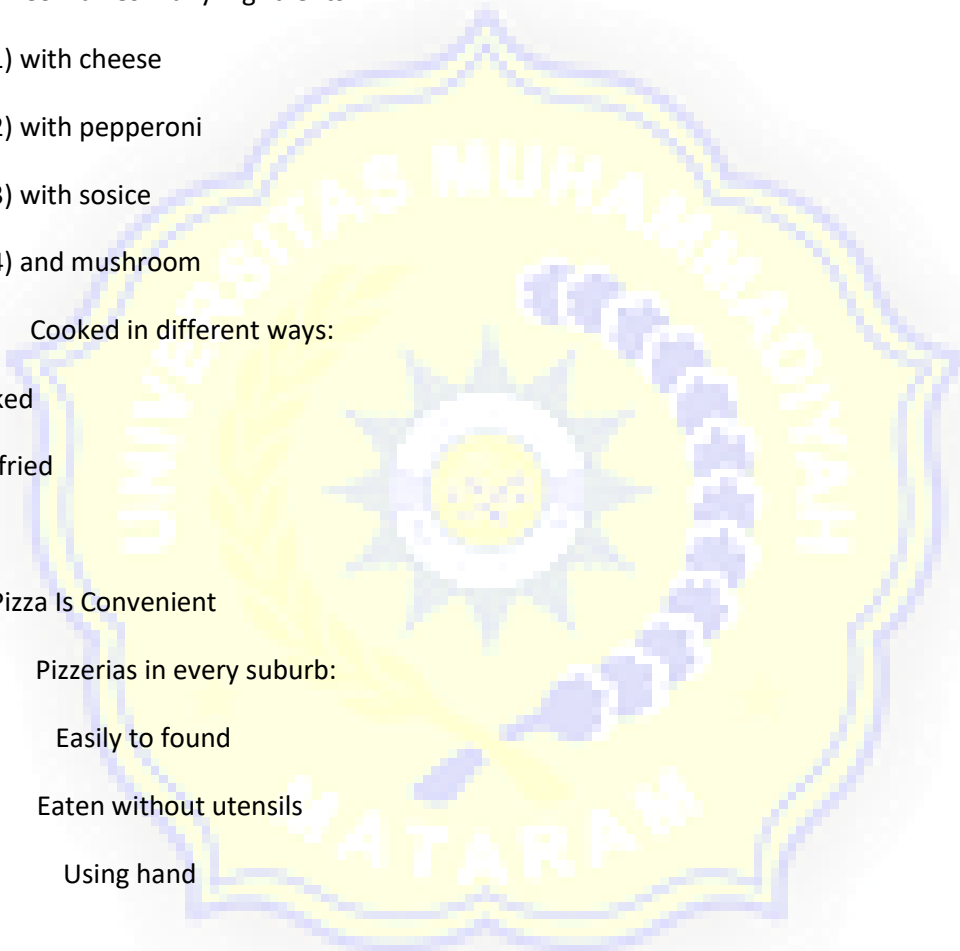 1) with cheese
2) with pepperoni
3) with sosice
4) and mushroom
Cooked in different ways:
ked
fried
Pizza Is Convenient
Pizzerias in every suburb:
Easily to found
Eaten without utensils
Using hand
UNIVERSITAS MUHAMMADIYAH
MATARAM